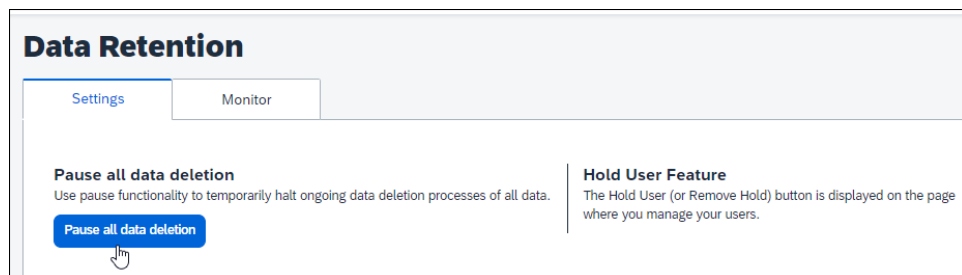 Data Retention
Settings
Monitor
Pause all data deletion
Use pause functionality to temporarily halt ongoing data deletion processes of all data.
Pause all data deletion
Hold User Feature
The Hold User (or Remove Hold) button is displayed on the page
where you manage your users.